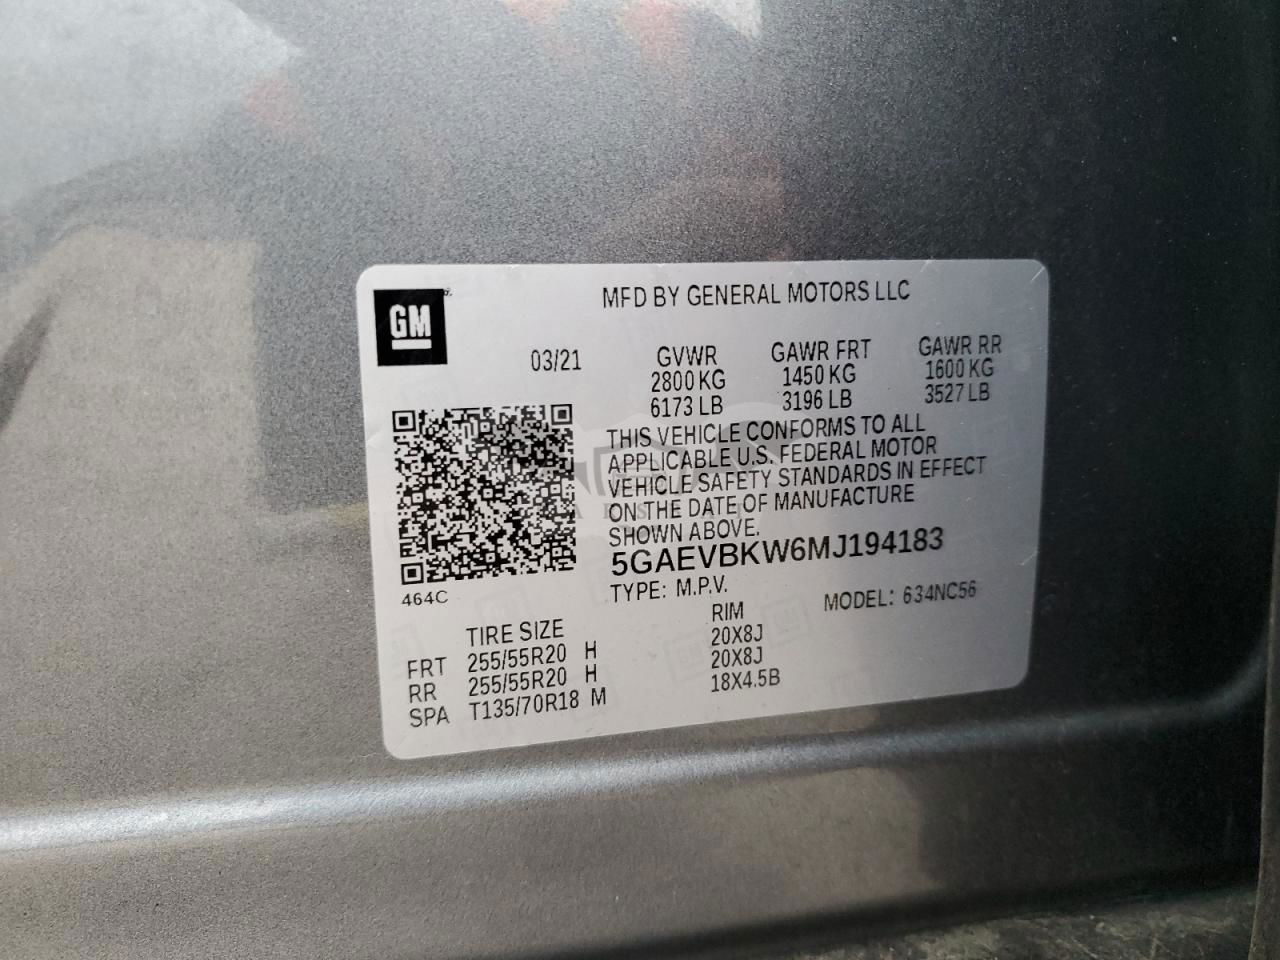 GM
MFD BY GENERAL MOTORS LLC
03/21 GVWR GAWR FRT GAWR RR
2800 KG 1450 KG 1600 KG
6173 LB 3196 LB 3527 LB
THIS VEHICLE CONFORMS TO ALL
APPLICABLE U.S. FEDERAL MOTOR
VEHICLE SAFETY STANDARDS IN EFFECT
ON THE DATE OF MANUFACTURE
SHOWN ABOVE.
5GAEVBKW6MJ194183
464C
TYPE: M.P.V. MODEL: 634NC56
TIRE SIZE RIM
FRT 255/55R20 H 20X8J
RR 255/55R20 H 20X8J
SPA T135/70R18 M 18X4.5B